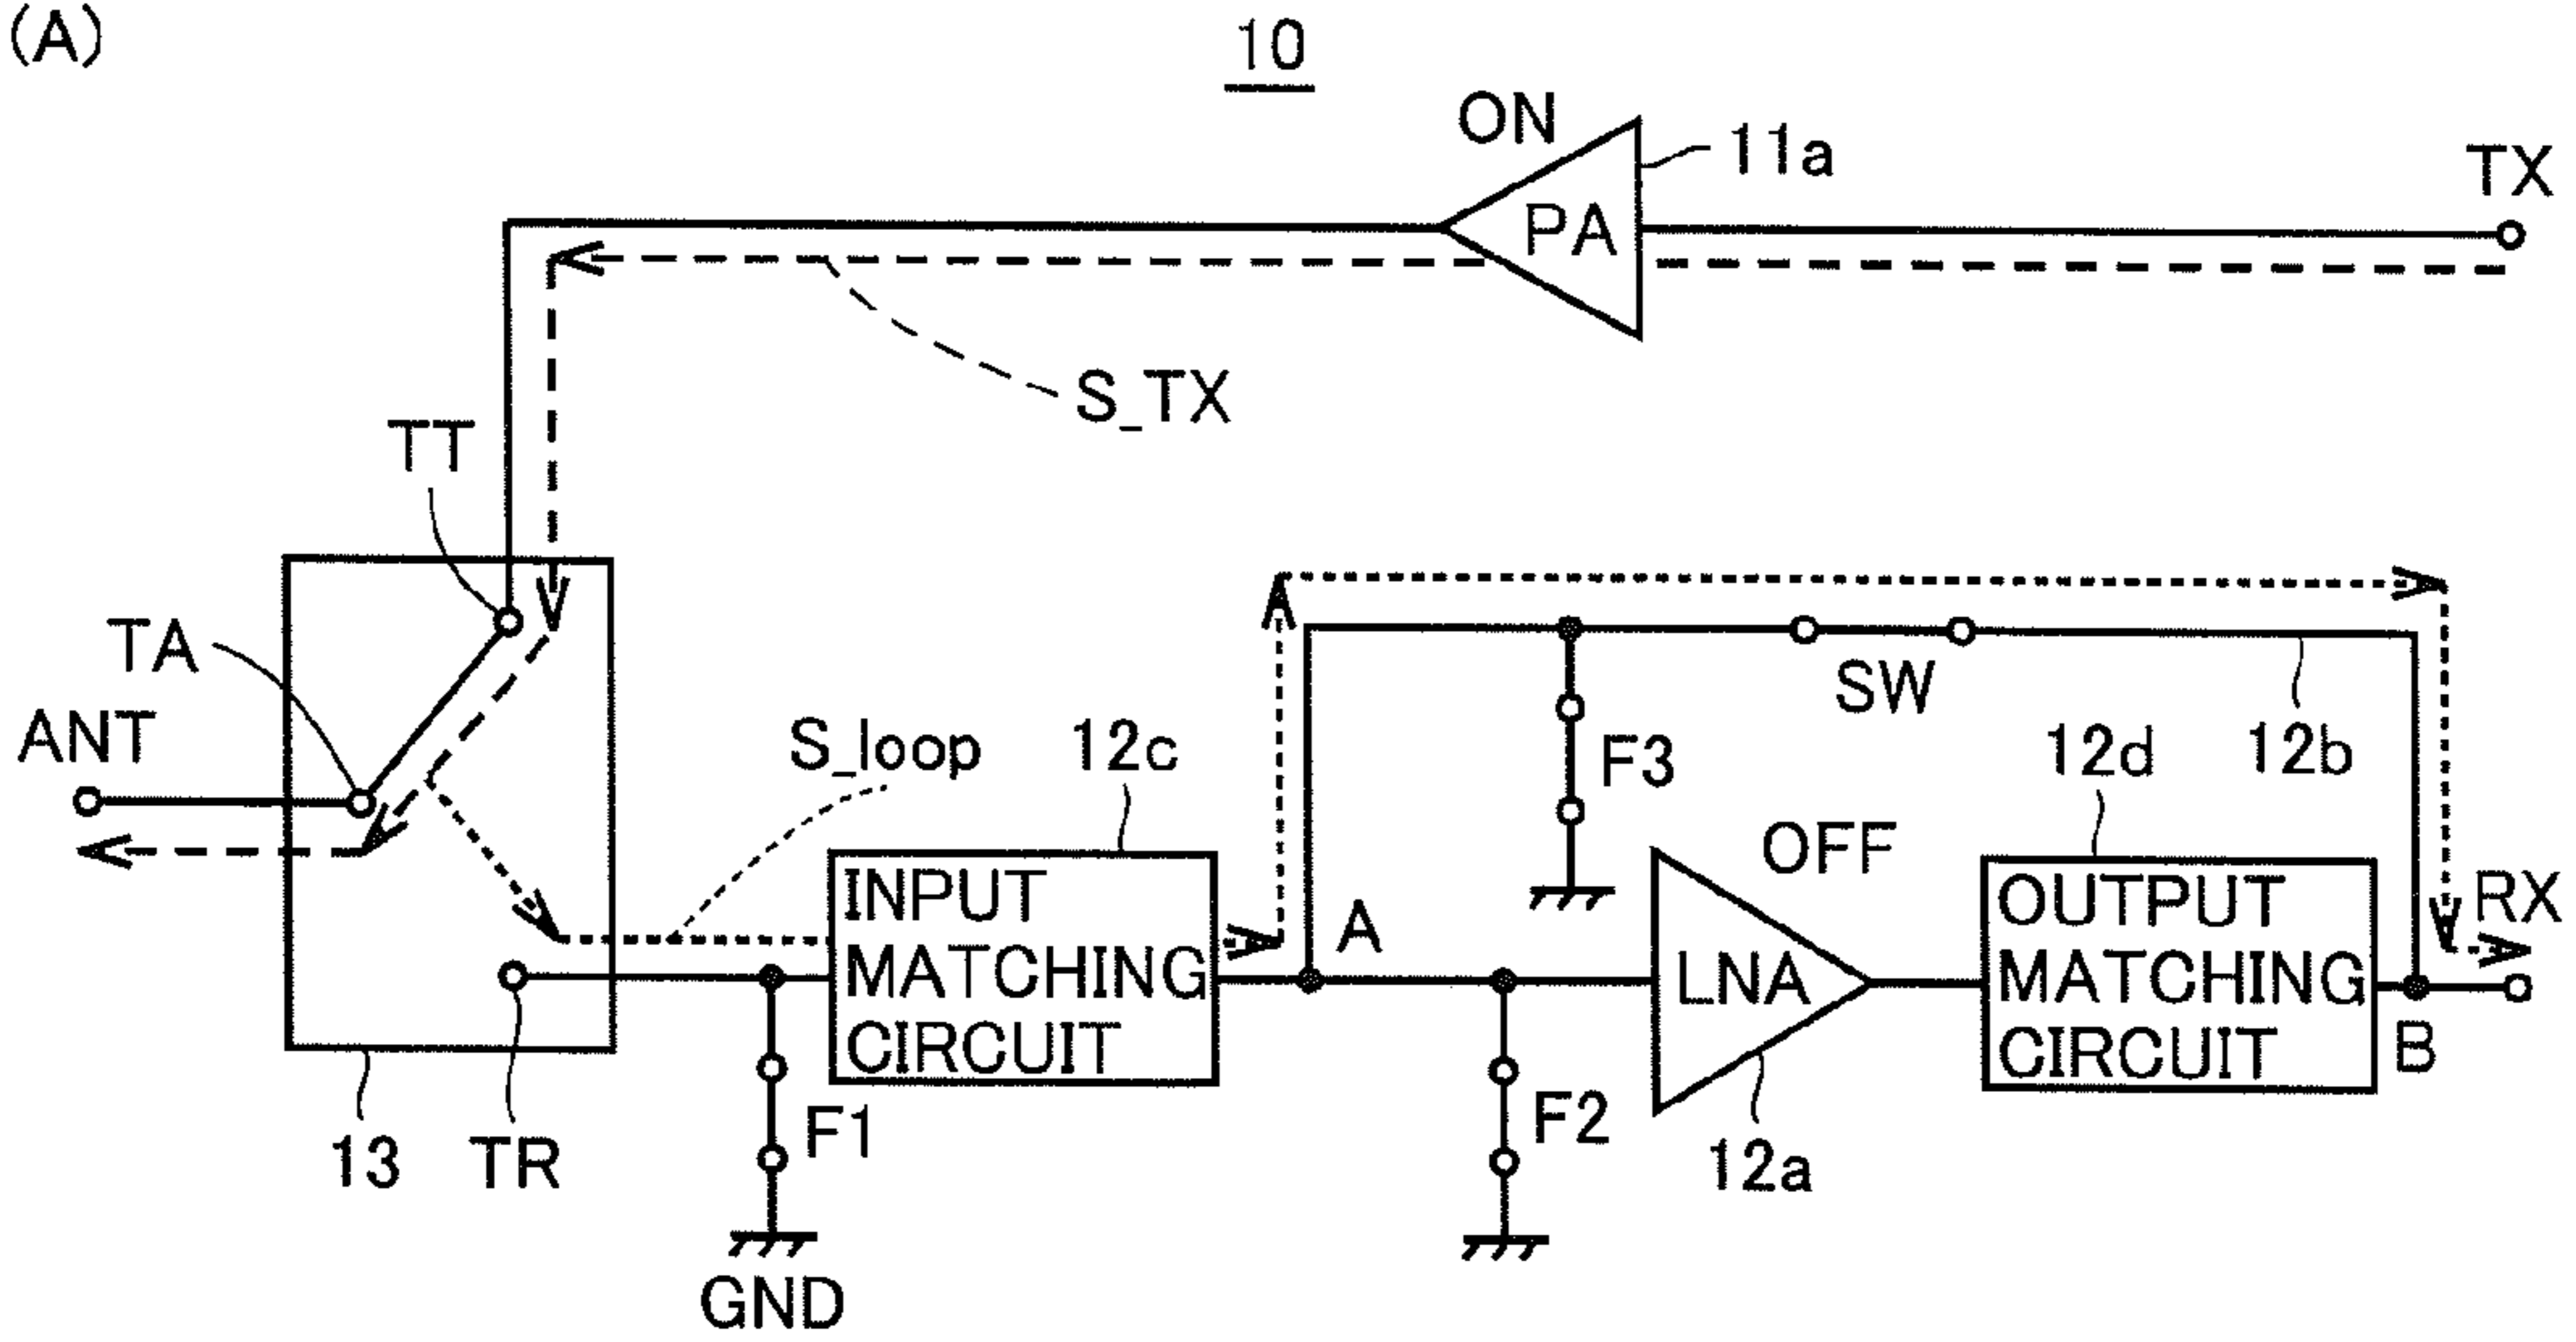 (A)
10
ON
11a
TX
PA
S_TX
TT
TA
ANT
S_loop
12c
F3
SW
12d
12b
OFF
INPUT
MATCHING
CIRCUIT
A
LNA
OUTPUT
MATCHING
CIRCUIT
RX
B
F1
F2
13
TR
12a
GND